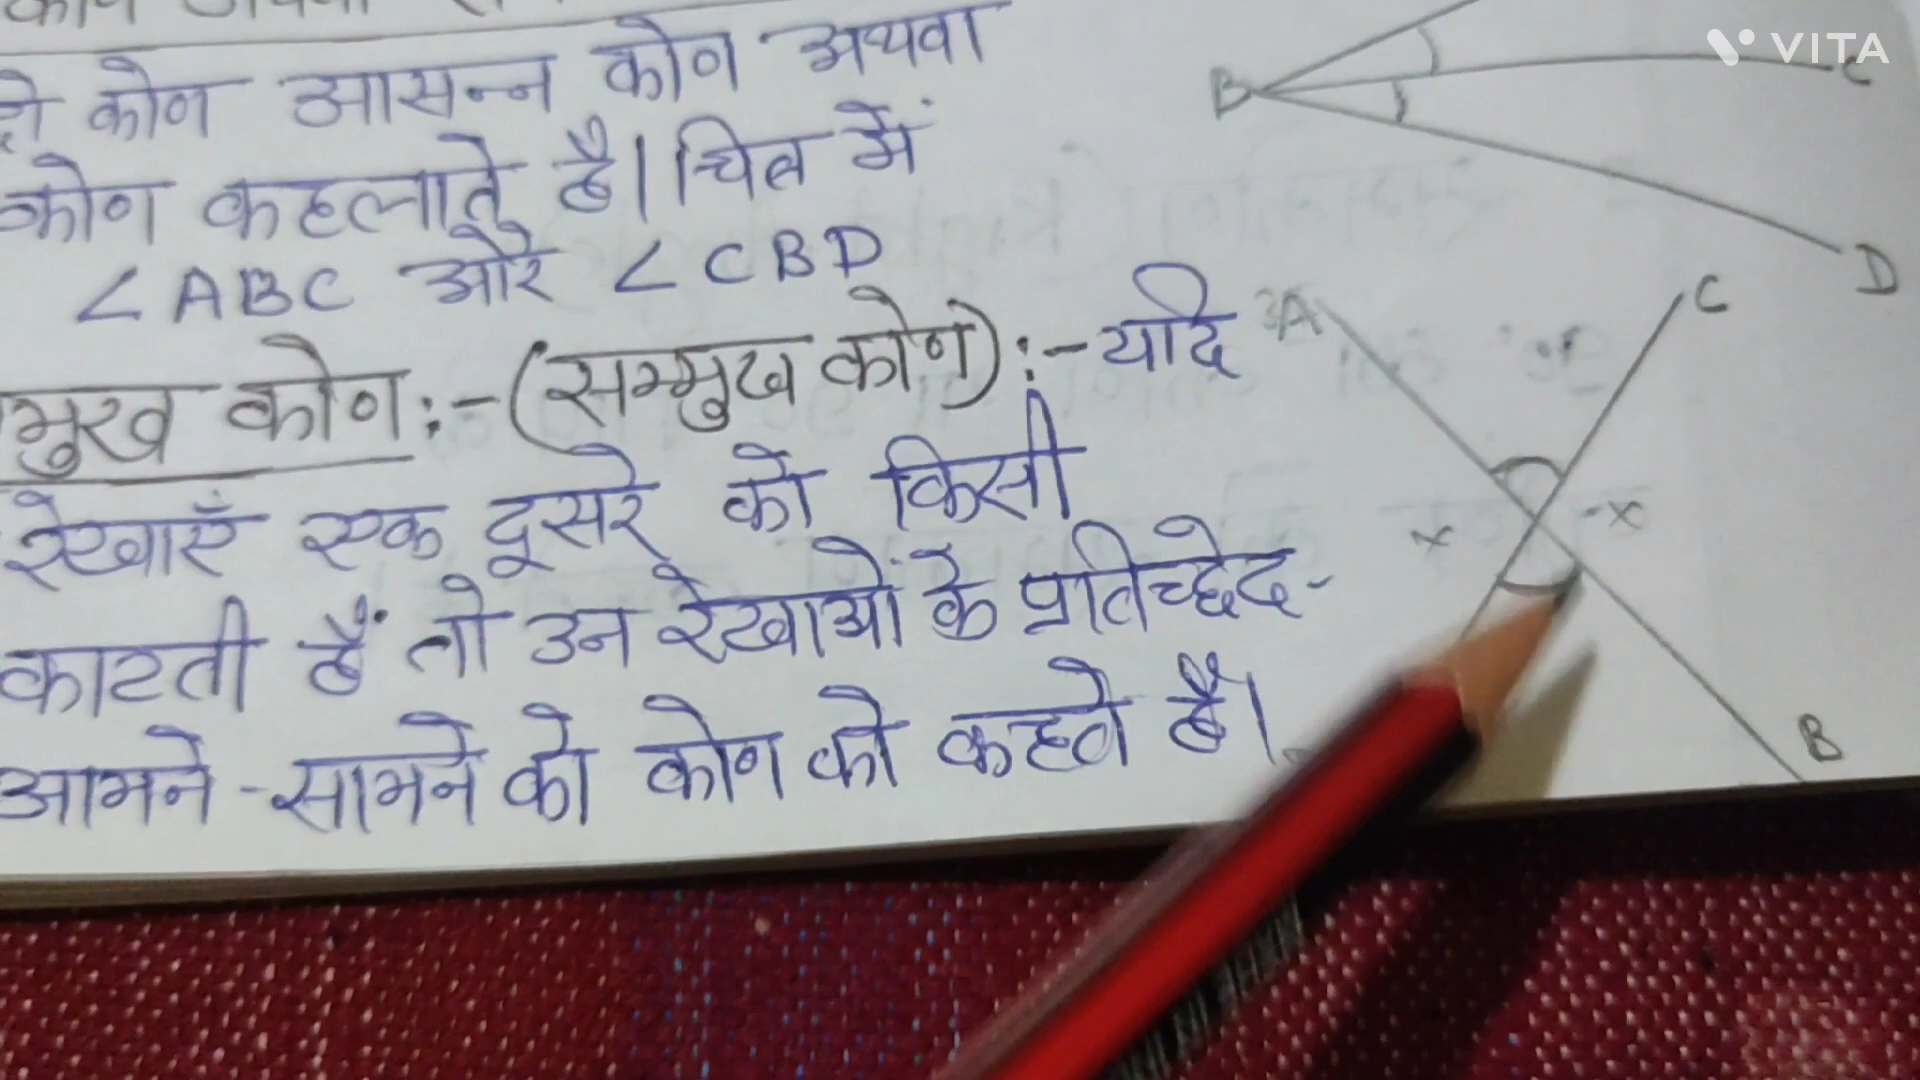 VITA
कोण कोण आसन्न कोण अथवा
कोण कहलाते है। चित्र में
∠ABC और ∠CBD
B
C
D
मुख कोण:-(सम्मुख कोण):- यदि
रेखाएँ एक दूसरे को किसी
काटती हैं तो उन रेखाओं के प्रतिच्छेद-
आमने-सामने को कोण को कहते हैं।
A
C
x
-x
B